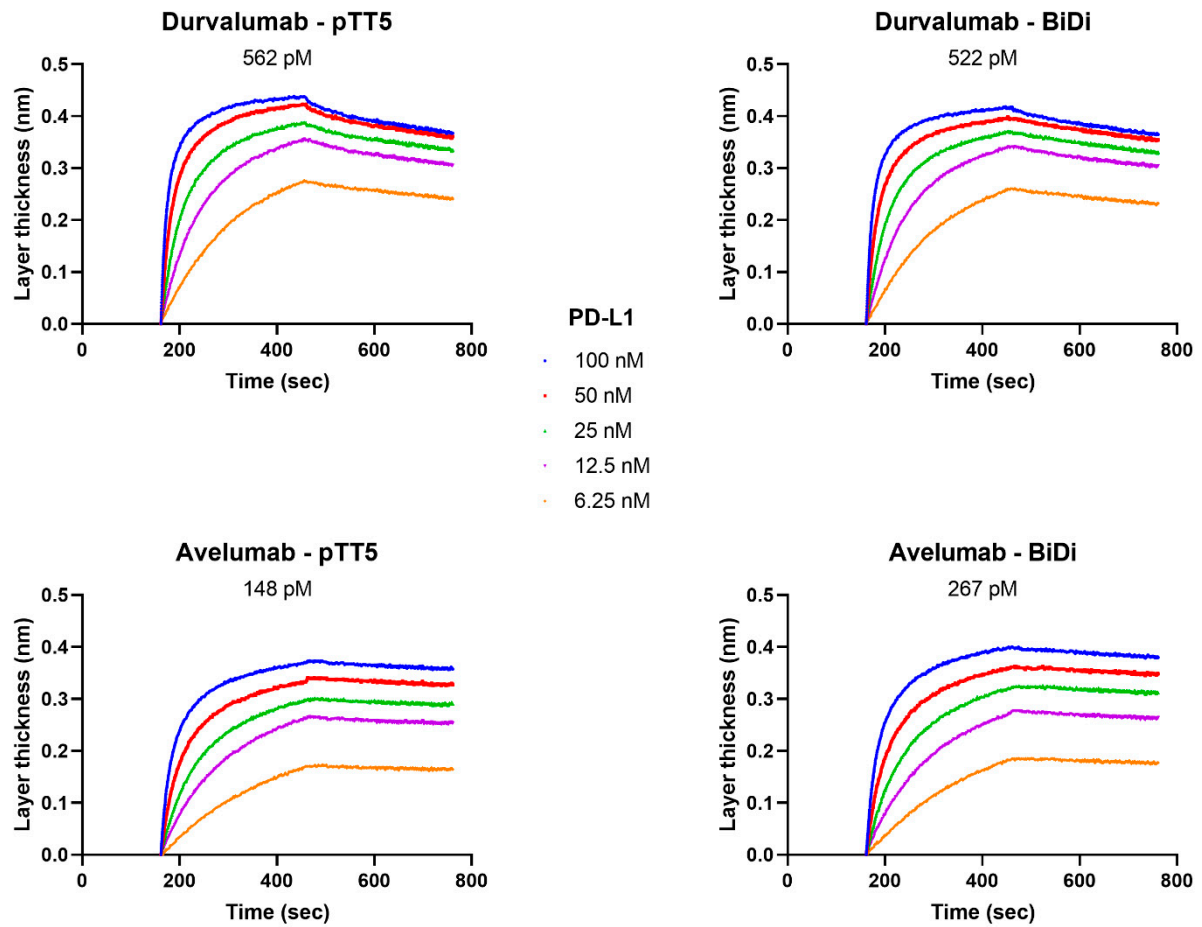 Durvalumab - pTT5
562 pM
0.5
0.4
0.3
0.2
0.1
0.0
Layer thickness (nm)
0 200 400 600 800
Time (sec)
Durvalumab - BiDi
522 pM
0.5
0.4
0.3
0.2
0.1
0.0
Layer thickness (nm)
0 200 400 600 800
Time (sec)
PD-L1
100 nM
50 nM
25 nM
12.5 nM
6.25 nM
Avelumab - pTT5
148 pM
0.5
0.4
0.3
0.2
0.1
0.0
Layer thickness (nm)
0 200 400 600 800
Time (sec)
Avelumab - BiDi
267 pM
0.5
0.4
0.3
0.2
0.1
0.0
Layer thickness (nm)
0 200 400 600 800
Time (sec)